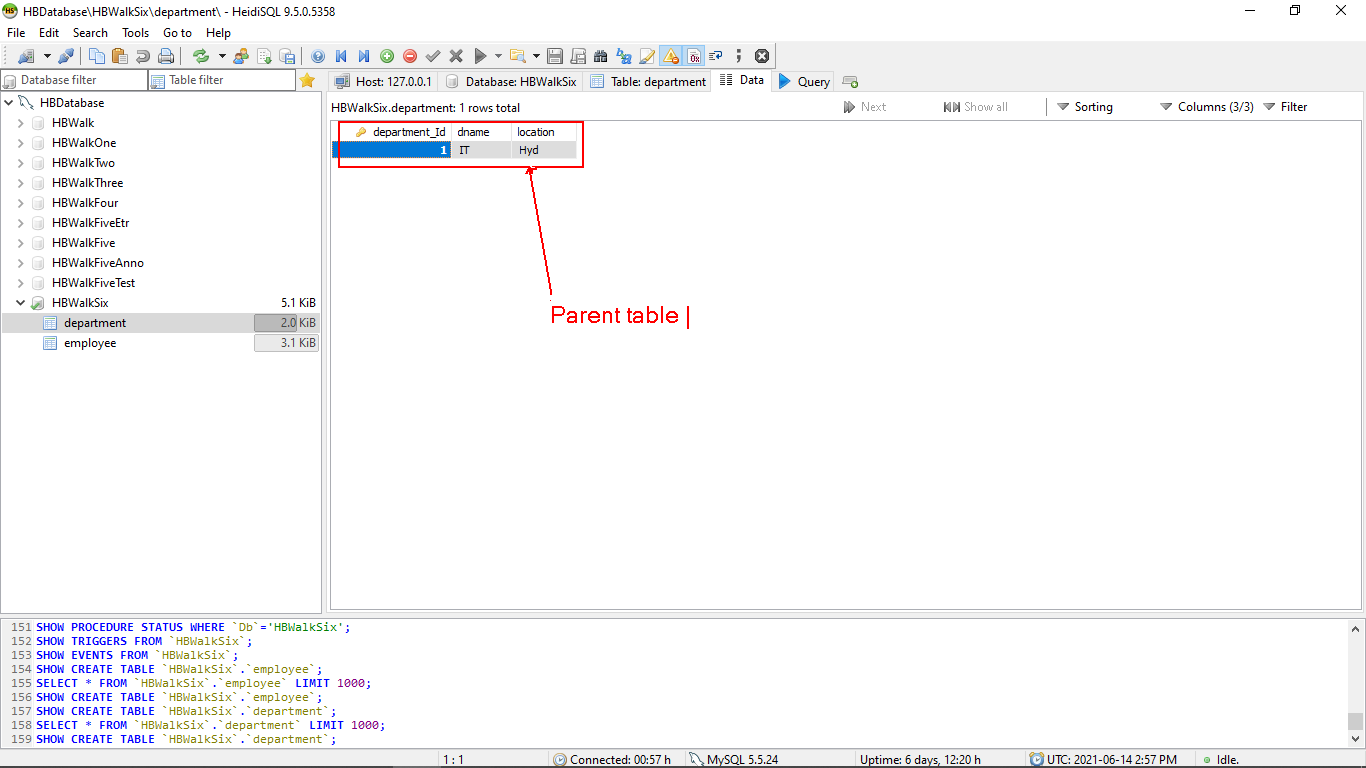 HBDatabase\HBWalkSix\department\ - HeidiSQL 9.5.0.5358
File Edit Search Tools Go to Help
Database filter Table filter Host: 127.0.0.1 Database: HBWalkSix Table: department Data Query
HBDatabase
HBWalk
HBWalkOne
HBWalkTwo
HBWalkThree
HBWalkFour
HBWalkFiveEtr
HBWalkFive
HBWalkFiveAnno
HBWalkFiveTest
HBWalkSix 5.1 KiB
department 2.0 KiB
employee 3.1 KiB
HBWalkSix.department: 1 rows total Next Show all Sorting Columns (3/3) Filter
department_Id dname location
1 IT Hyd
Parent table |
151 SHOW PROCEDURE STATUS WHERE `Db`='HBWalkSix';
152 SHOW TRIGGERS FROM `HBWalkSix`;
153 SHOW EVENTS FROM `HBWalkSix`;
154 SHOW CREATE TABLE `HBWalkSix`.`employee`;
155 SELECT * FROM `HBWalkSix`.`employee` LIMIT 1000;
156 SHOW CREATE TABLE `HBWalkSix`.`employee`;
157 SHOW CREATE TABLE `HBWalkSix`.`department`;
158 SELECT * FROM `HBWalkSix`.`department` LIMIT 1000;
159 SHOW CREATE TABLE `HBWalkSix`.`department`;
1 : 1 Connected: 00:57 h MySQL 5.5.24 Uptime: 6 days, 12:20 h UTC: 2021-06-14 2:57 PM Idle.